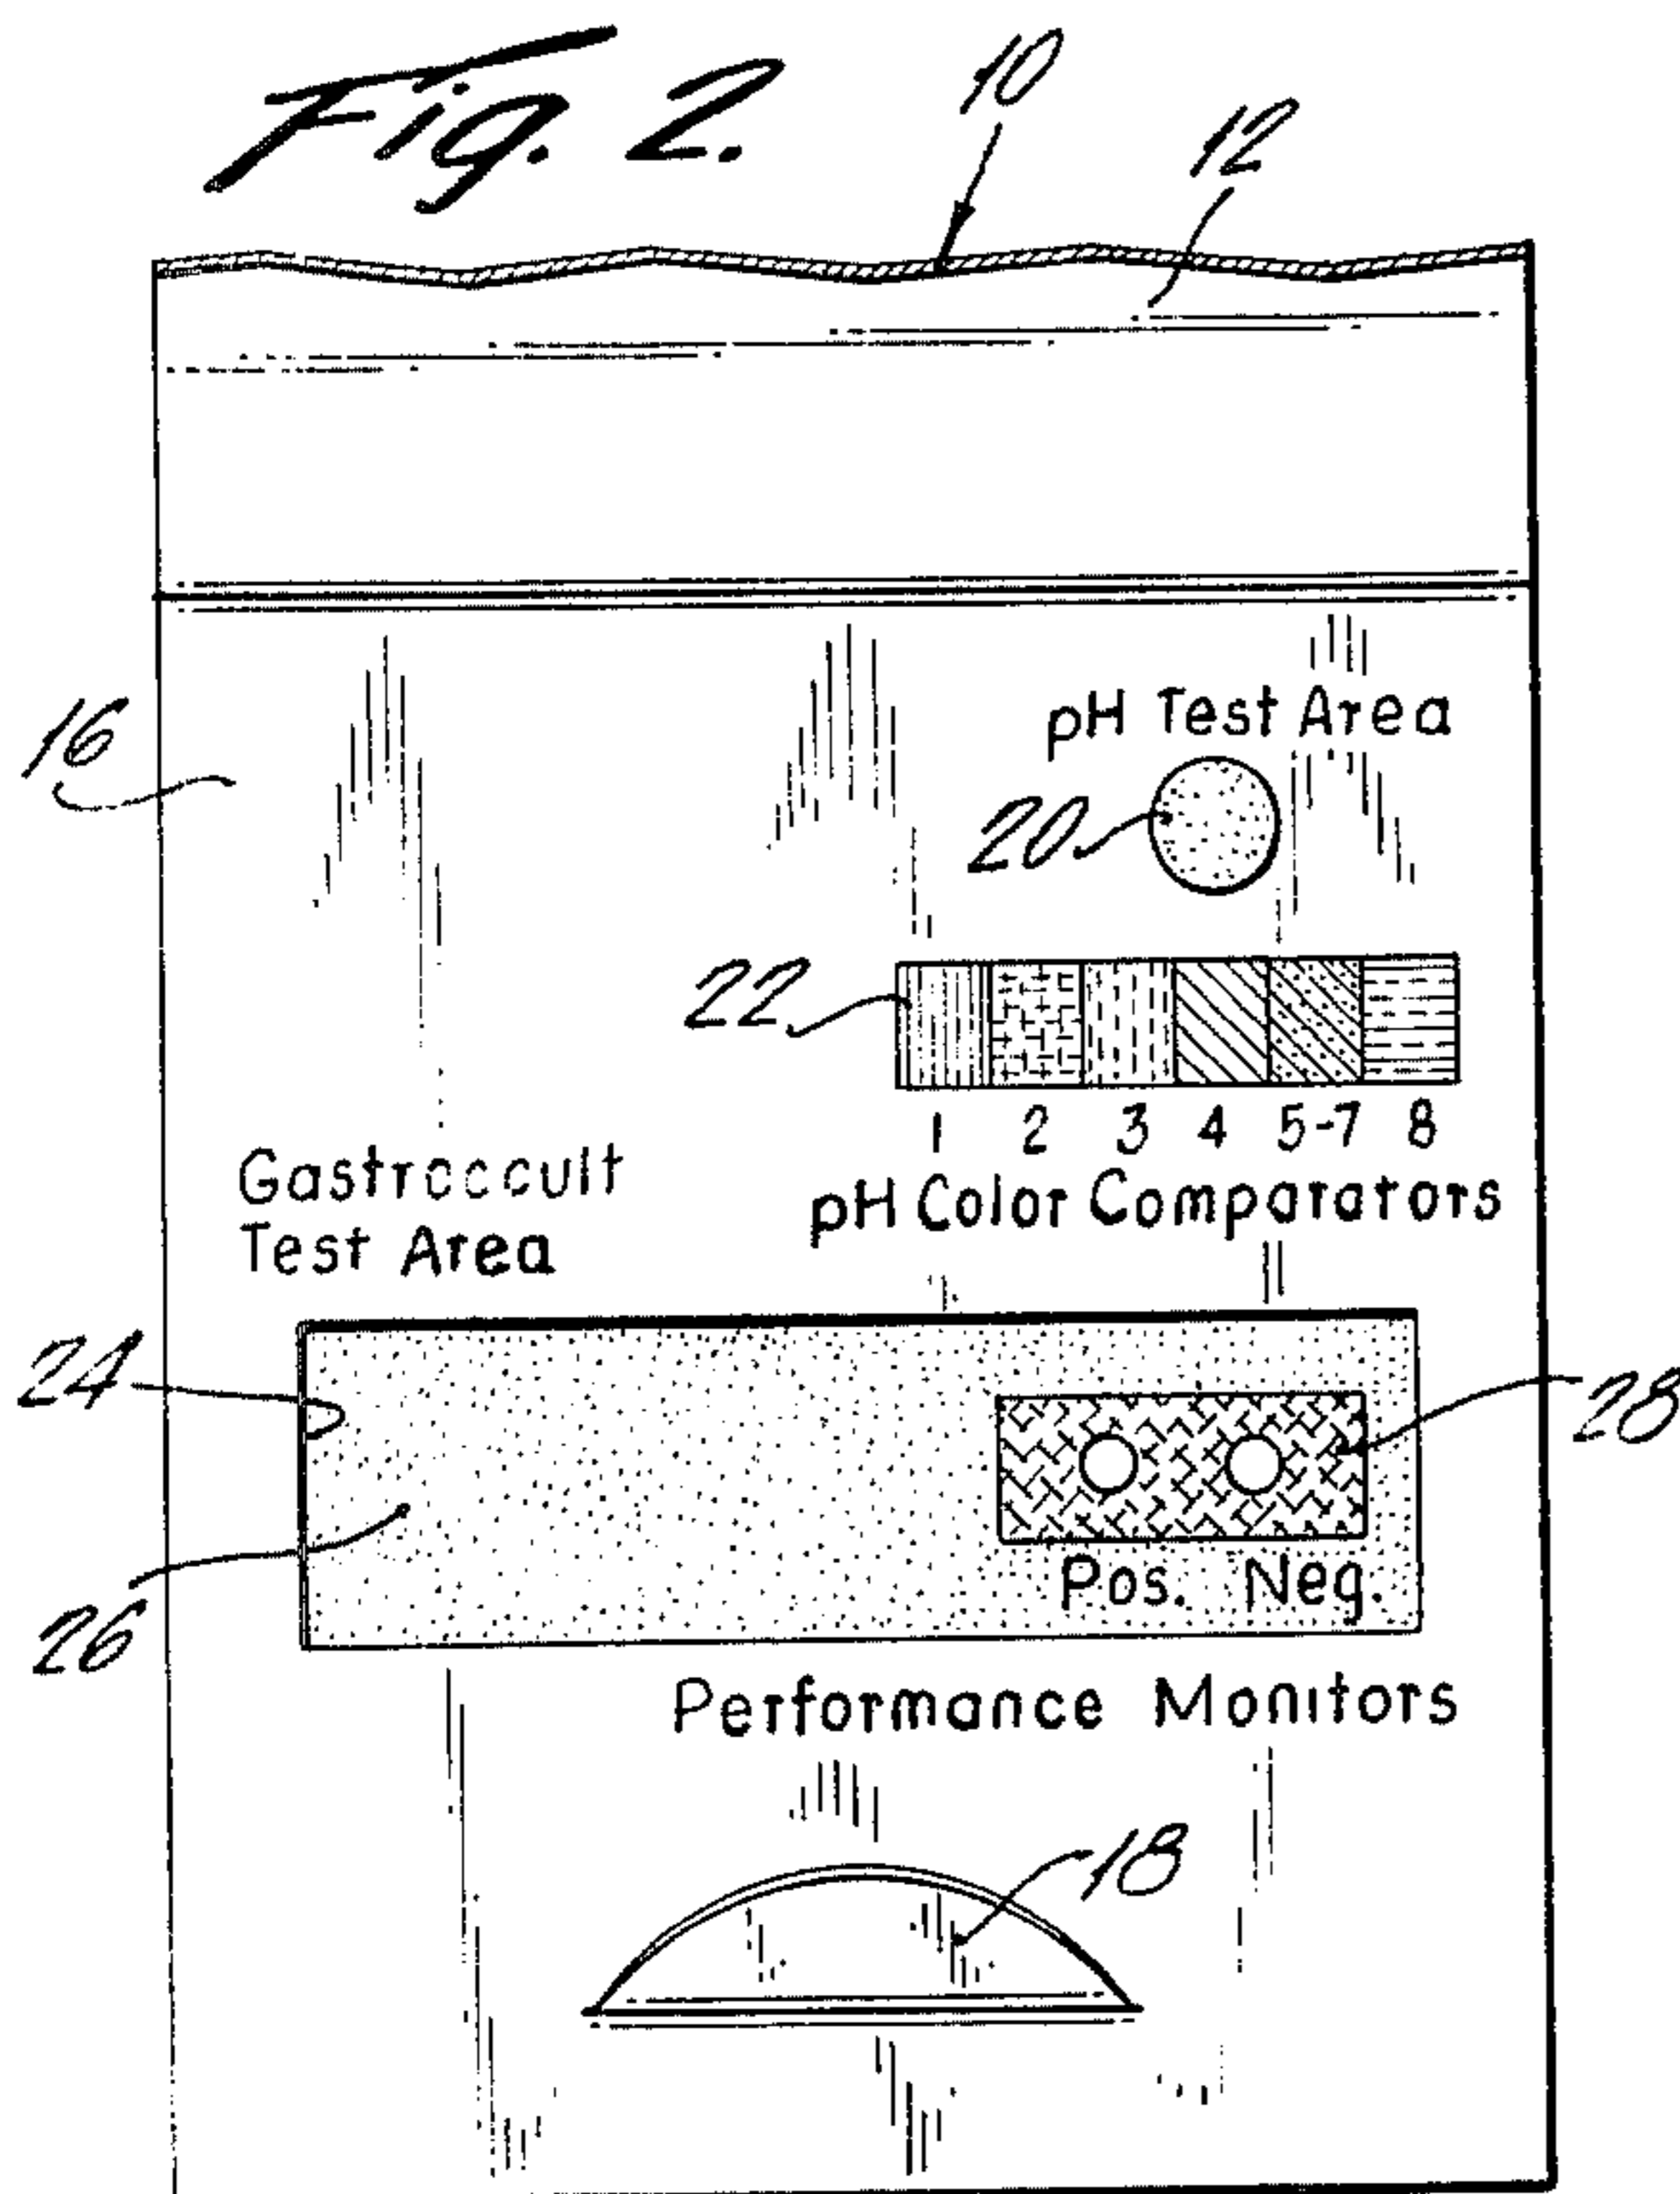 Fig. 2.
10
12
16
pH Test Area
20
22
1 2 3 4 5-7 8
pH Color Comparators
Gastroccult
Test Area
24
28
Pos. Neg.
26
Performance Monitors
18